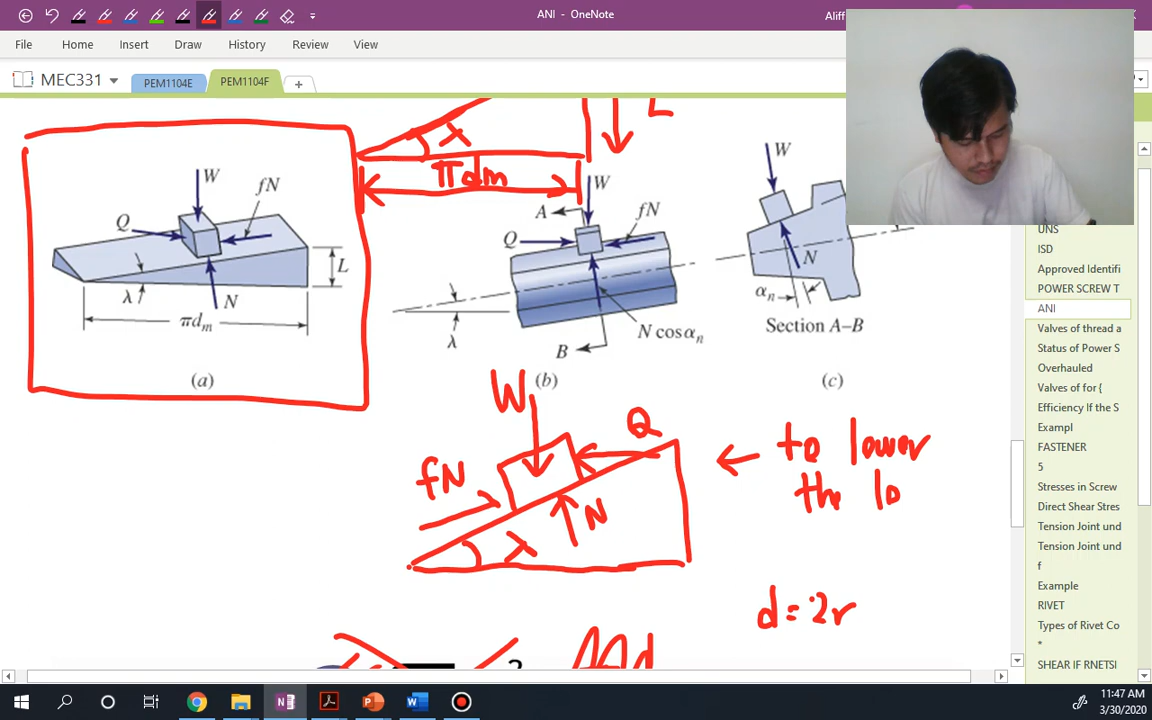 ANI - OneNote
Aliff
File Home Insert Draw History Review View
MEC331
PEM1104E
PEM1104F
+
λ
πdm
L
W
fN
Q
N
L
λ
πdm
(a)
W
A
fN
Q
N cosαn
B
λ
(b)
W
N
αn
Section A–B
(c)
W
Q
fN
N
λ
← to lower
the lo
d=2r
UNS
ISD
Approved Identifi
POWER SCREW T
ANI
Valves of thread a
Status of Power S
Overhauled
Valves of for {
Efficiency If the S
Exampl
FASTENER
5
Stresses in Screw
Direct Shear Stres
Tension Joint und
Tension Joint und
f
Example
RIVET
Types of Rivet Co
*
SHEAR IF RNETSI
11:47 AM
3/30/2020